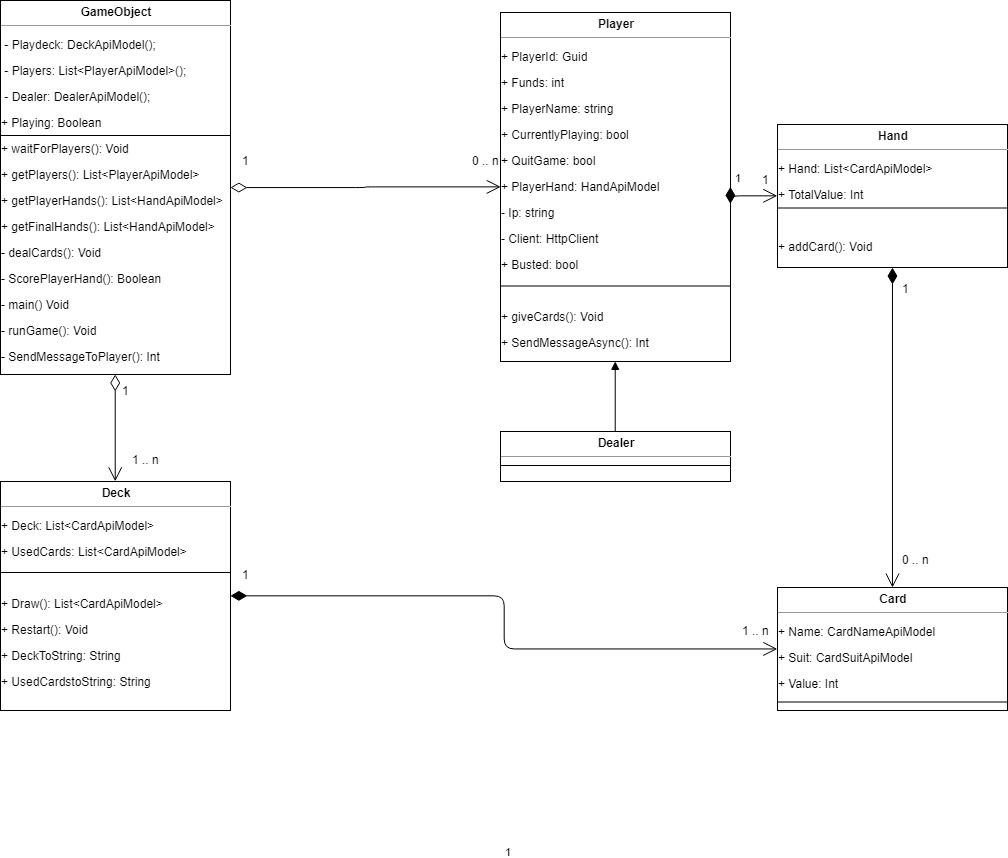 GameObject
- Playdeck: DeckApiModel();
- Players: List<PlayerApiModel>();
- Dealer: DealerApiModel();
+ Playing: Boolean
+ waitForPlayers(): Void
+ getPlayers(): List<PlayerApiModel>
+ getPlayerHands(): List<HandApiModel>
+ getFinalHands(): List<HandApiModel>
- dealCards(): Void
- ScorePlayerHand(): Boolean
- main() Void
- runGame(): Void
- SendMessageToPlayer(): Int
1
0 .. n
Player
+ PlayerId: Guid
+ Funds: int
+ PlayerName: string
+ CurrentlyPlaying: bool
+ QuitGame: bool
+ PlayerHand: HandApiModel
- Ip: string
- Client: HttpClient
+ Busted: bool
+ giveCards(): Void
+ SendMessageAsync(): Int
1
1
Hand
+ Hand: List<CardApiModel>
+ TotalValue: Int
+ addCard(): Void
1
0 .. n
Dealer
1
1 .. n
Deck
+ Deck: List<CardApiModel>
+ UsedCards: List<CardApiModel>
+ Draw(): List<CardApiModel>
+ Restart(): Void
+ DeckToString: String
+ UsedCardstoString: String
1
1 .. n
Card
+ Name: CardNameApiModel
+ Suit: CardSuitApiModel
+ Value: Int
1